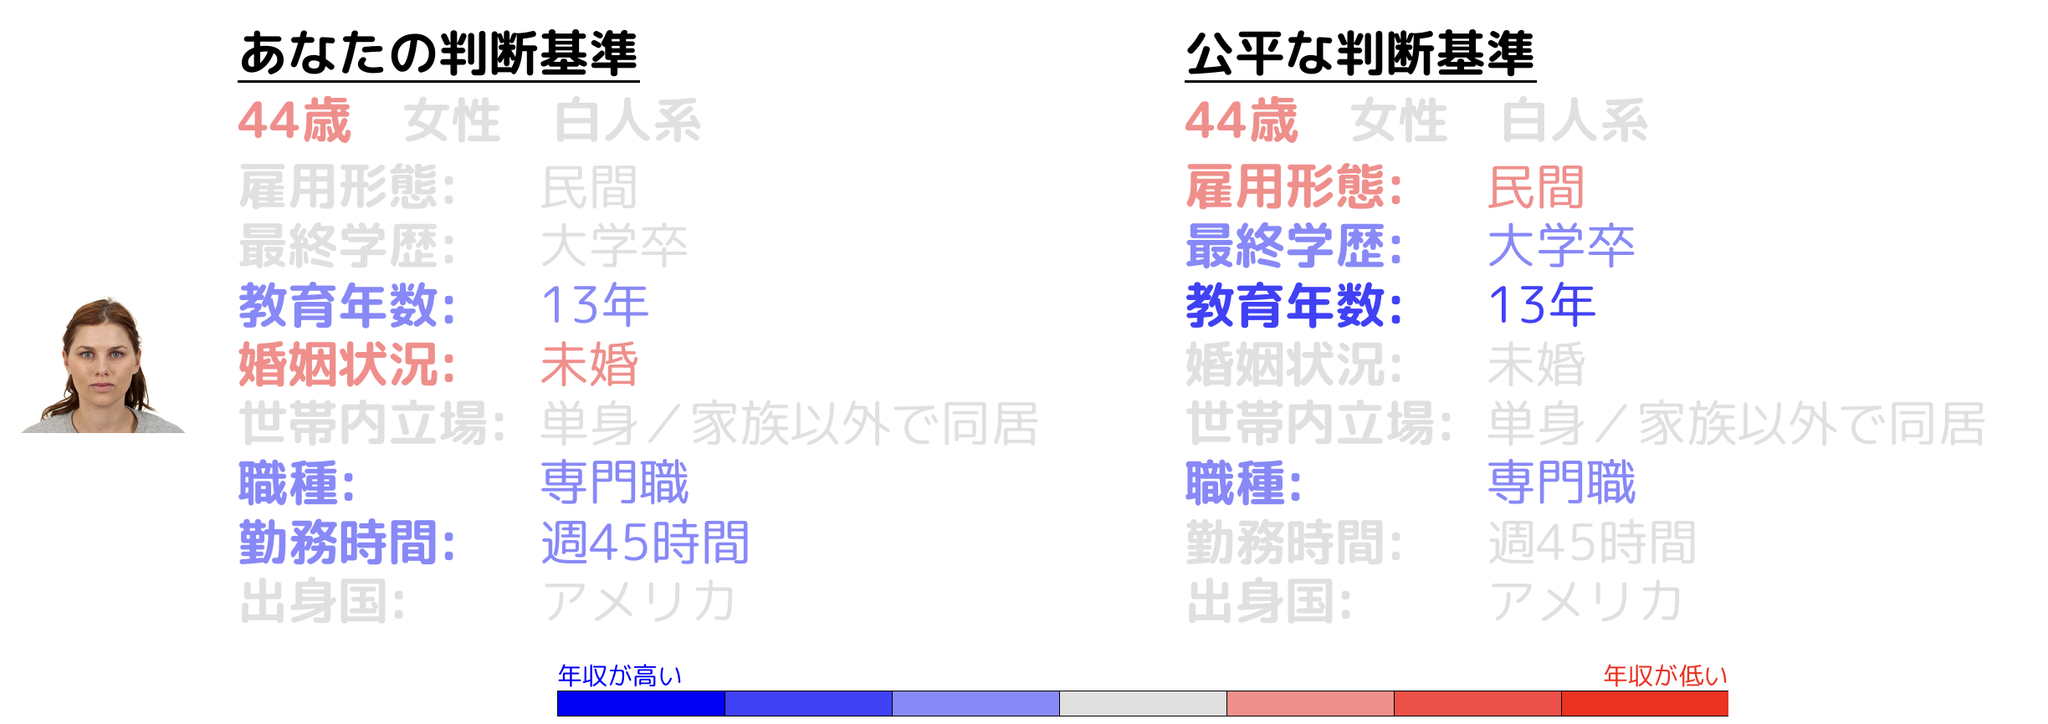 あなたの判断基準
44歳 女性 白人系
雇用形態: 民間
最終学歴: 大学卒
教育年数: 13年
婚姻状況: 未婚
世帯内立場: 単身／家族以外で同居
職種: 専門職
勤務時間: 週45時間
出身国: アメリカ
公平な判断基準
44歳 女性 白人系
雇用形態: 民間
最終学歴: 大学卒
教育年数: 13年
婚姻状況: 未婚
世帯内立場: 単身／家族以外で同居
職種: 専門職
勤務時間: 週45時間
出身国: アメリカ
年収が高い
年収が低い